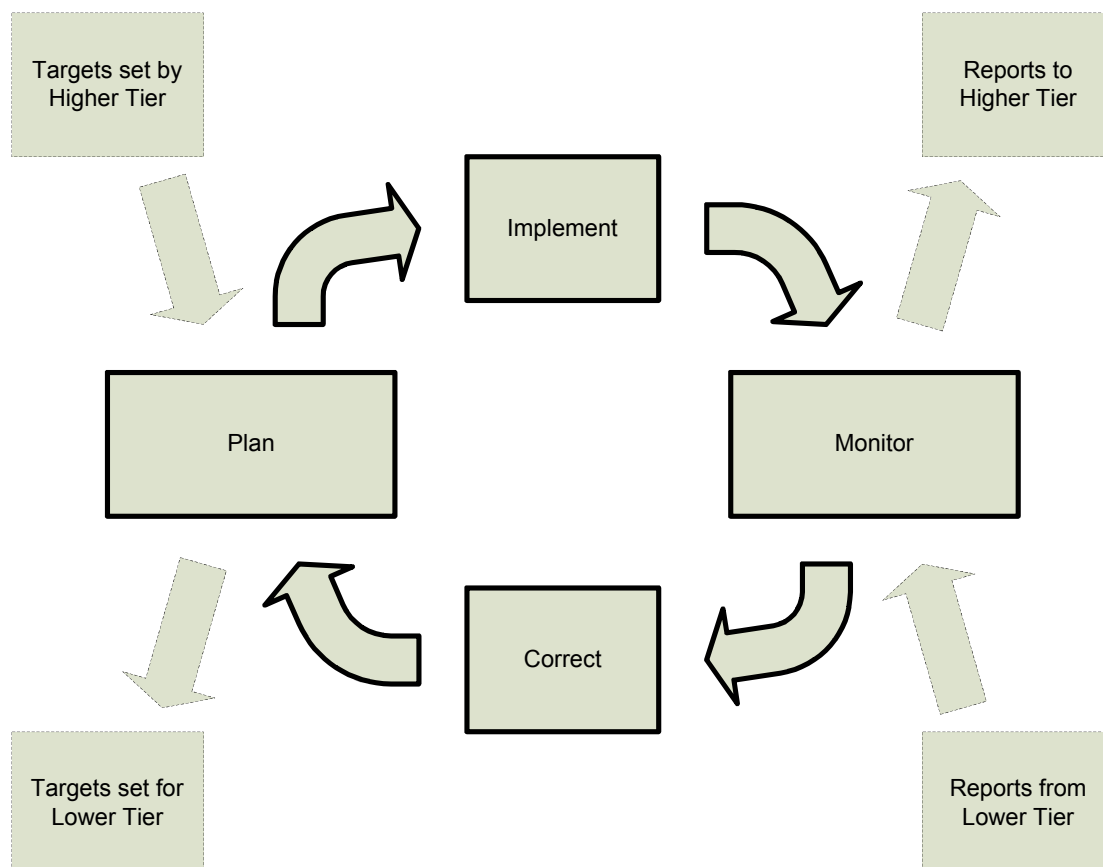 Targets set by
Higher Tier
Reports to
Higher Tier
Implement
Plan
Monitor
Correct
Targets set for
Lower Tier
Reports from
Lower Tier